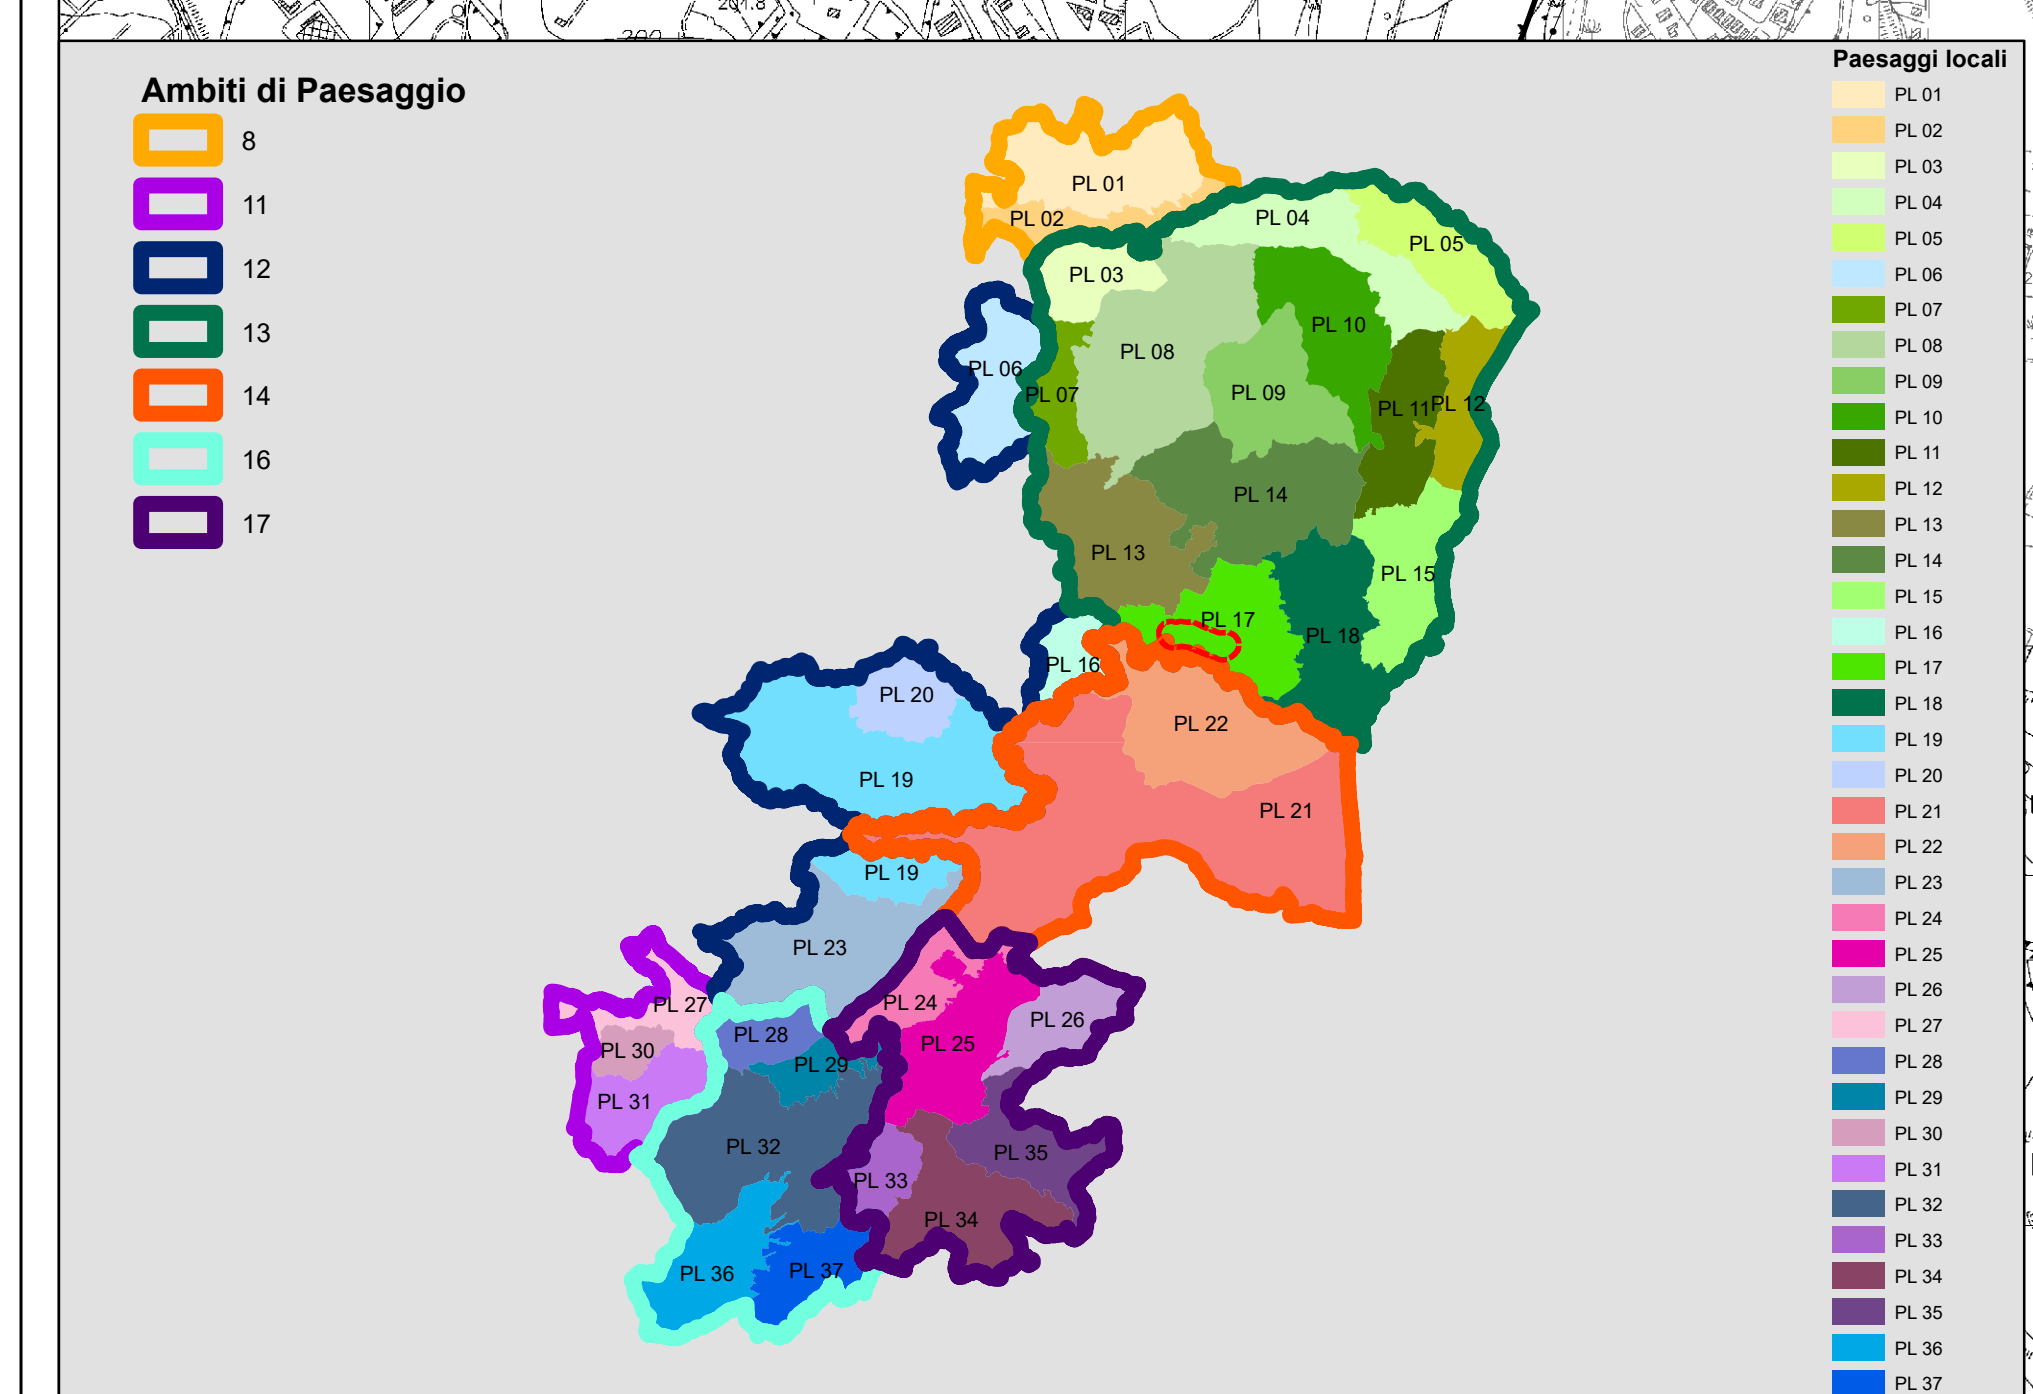 201.8
200
Ambiti di Paesaggio
8
11
12
13
14
16
17
PL 01
PL 02
PL 04
PL 05
PL 03
PL 10
PL 08
PL 06
PL 07
PL 09
PL 11
PL 12
PL 14
PL 13
PL 15
PL 17
PL 18
PL 16
PL 20
PL 22
PL 19
PL 21
PL 19
PL 23
PL 27
PL 24
PL 26
PL 28
PL 25
PL 30
PL 29
PL 31
PL 32
PL 35
PL 33
PL 34
PL 36
PL 37
Paesaggi locali
PL 01
PL 02
PL 03
PL 04
PL 05
PL 06
PL 07
PL 08
PL 09
PL 10
PL 11
PL 12
PL 13
PL 14
PL 15
PL 16
PL 17
PL 18
PL 19
PL 20
PL 21
PL 22
PL 23
PL 24
PL 25
PL 26
PL 27
PL 28
PL 29
PL 30
PL 31
PL 32
PL 33
PL 34
PL 35
PL 36
PL 37